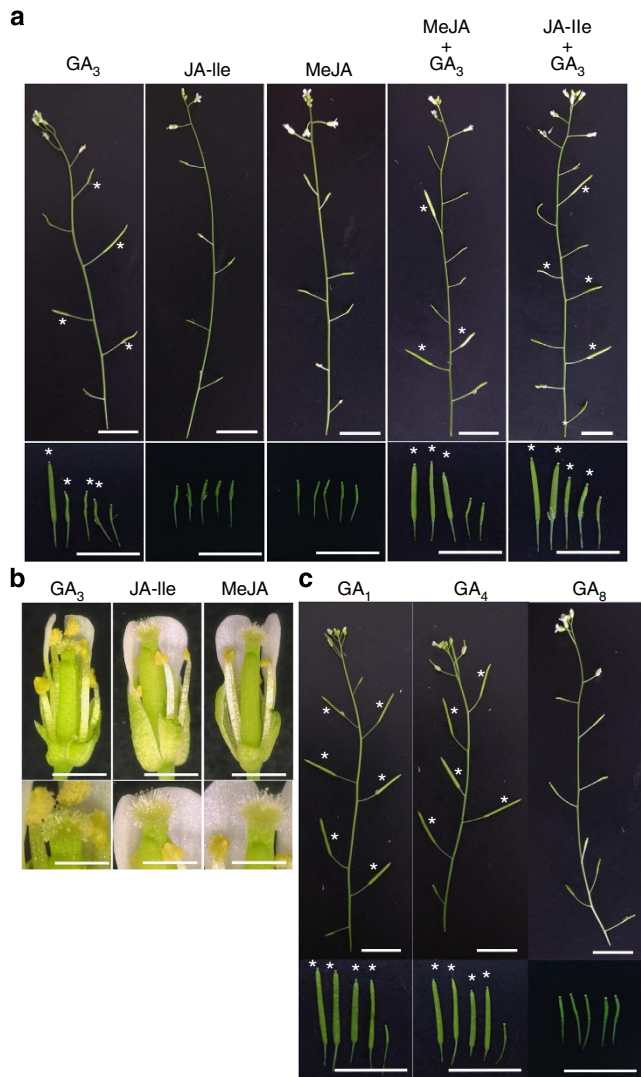 a
GA3
JA-Ile
MeJA
MeJA
+
GA3
JA-Ile
+
GA3
* * * *
* * *
* * * * *
* * * *
* * *
* * * *
b
GA3
JA-Ile
MeJA
c
GA1
GA4
GA8
* * * * * *
* * * * *
* * * *
* * * *